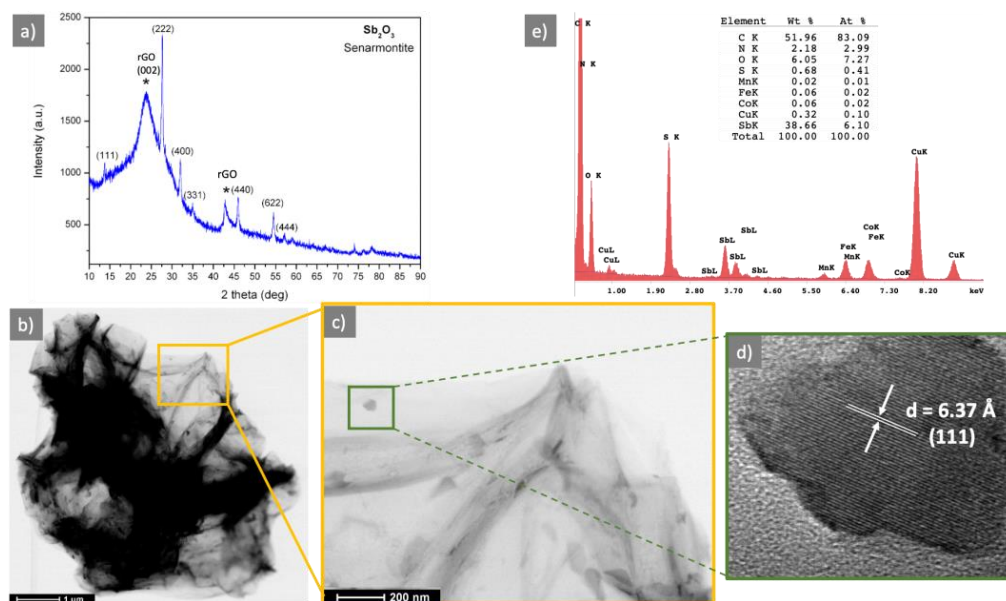 a)
Sb₂O₃
Senarmontite
rGO
(002)
*
(222)
(111)
(400)
(331)
rGO
*
(440)
(622)
(444)
2500
2000
1500
1000
500
Intensity (a.u.)
10 15 20 25 30 35 40 45 50 55 60 65 70 75 80 85 90
2 theta (deg)
e)
Element Wt % At %
C K 51.96 83.09
N K 2.18 2.99
O K 6.05 7.27
S K 0.68 0.41
MnK 0.02 0.01
FeK 0.06 0.02
CoK 0.06 0.02
CuK 0.32 0.10
SbK 38.66 6.10
Total 100.00 100.00
C K
N K
O K
CuL
CuL
S K
SbL
SbL
SbL
SbL
SbL
MnK
FeK
MnK
CoK
FeK
CoK
CuK
CuK
1.00 1.90 2.80 3.70 4.60 5.50 6.40 7.30 8.20 keV
b)
1 µm
c)
200 nm
d)
d = 6.37 Å
(111)